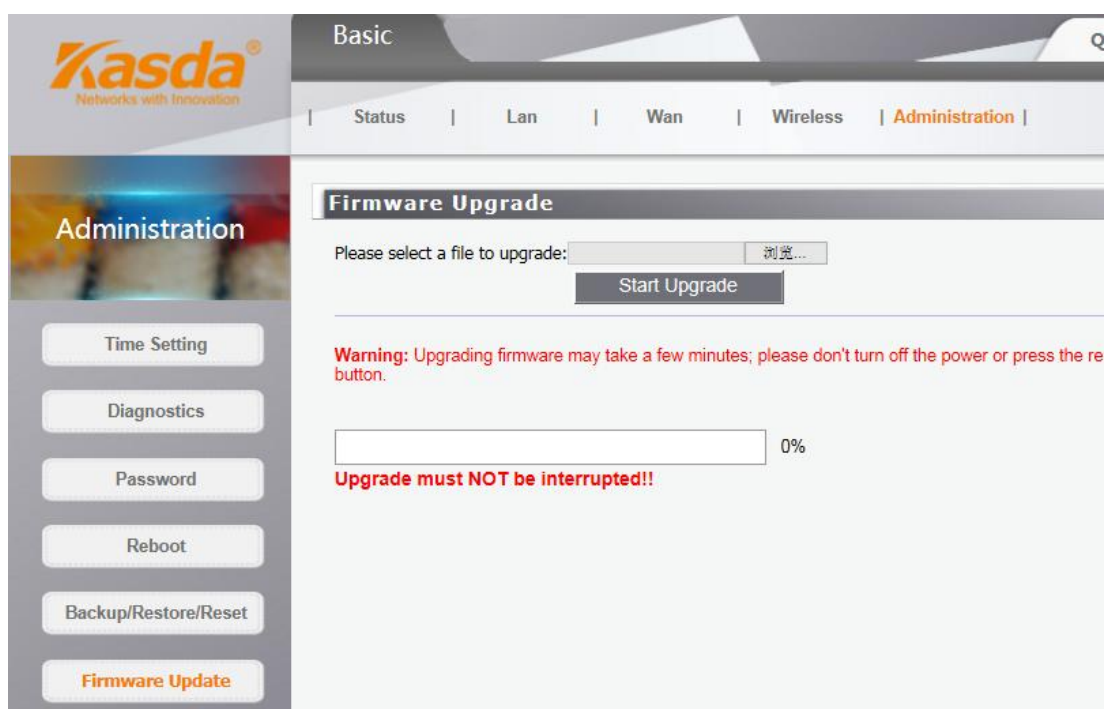 Kasda®
Networks with Innovation
Basic
Q
| Status | Lan | Wan | Wireless | Administration |
Administration
Time Setting
Diagnostics
Password
Reboot
Backup/Restore/Reset
Firmware Update
Firmware Upgrade
Please select a file to upgrade: 浏览...
Start Upgrade
Warning: Upgrading firmware may take a few minutes; please don't turn off the power or press the re
button.
0%
Upgrade must NOT be interrupted!!